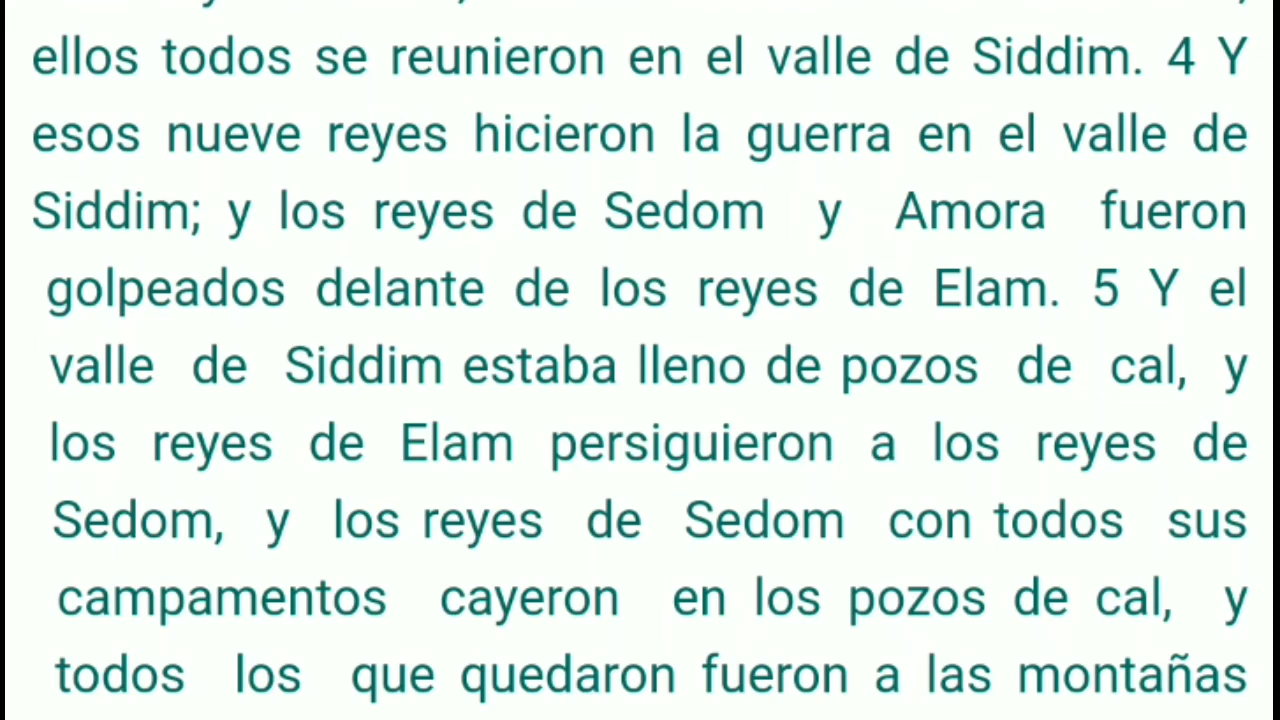 ellos todos se reunieron en el valle de Siddim. 4 Y
esos nueve reyes hicieron la guerra en el valle de
Siddim; y los reyes de Sedom y Amora fueron
golpeados delante de los reyes de Elam. 5 Y el
valle de Siddim estaba lleno de pozos de cal, y
los reyes de Elam persiguieron a los reyes de
Sedom, y los reyes de Sedom con todos sus
campamentos cayeron en los pozos de cal, y
todos los que quedaron fueron a las montañas